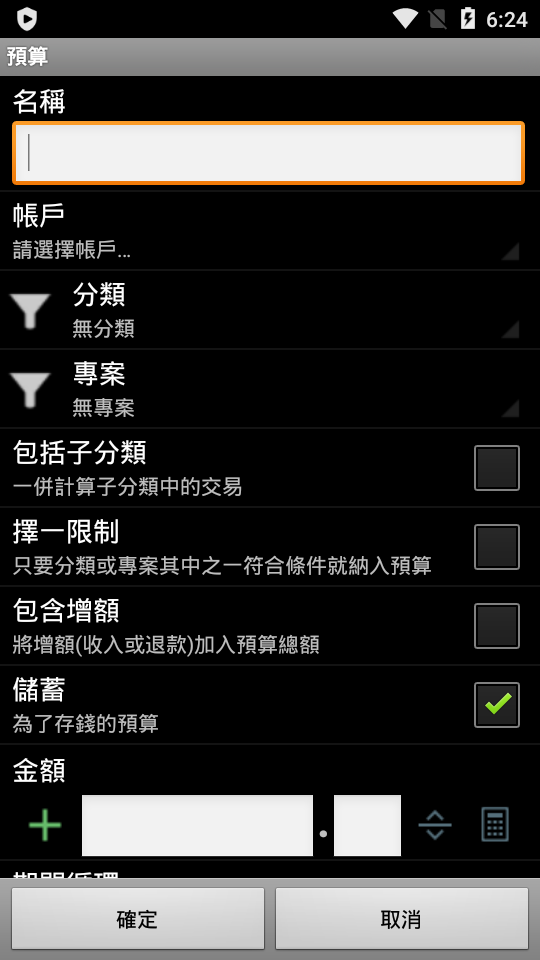 6:24
預算
名稱
帳戶
請選擇帳戶...
分類
無分類
專案
無專案
包括子分類
一併計算子分類中的交易
擇一限制
只要分類或專案其中之一符合條件就納入預算
包含增額
將增額(收入或退款)加入預算總額
儲蓄
為了存錢的預算
金額
.
確定
取消